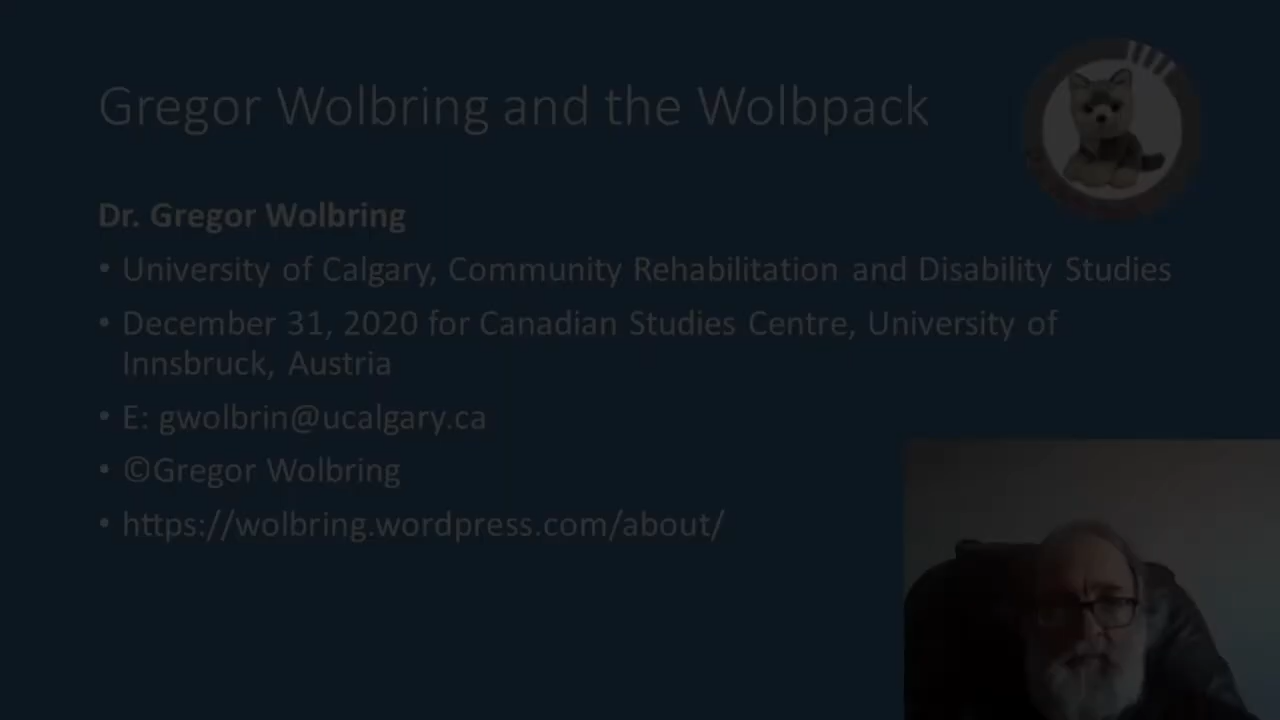 Gregor Wolbring and the Wolbpack
Dr. Gregor Wolbring
• University of Calgary, Community Rehabilitation and Disability Studies
• December 31, 2020 for Canadian Studies Centre, University of
Innsbruck, Austria
• E: gwolbrin@ucalgary.ca
• ©Gregor Wolbring
• https://wolbring.wordpress.com/about/